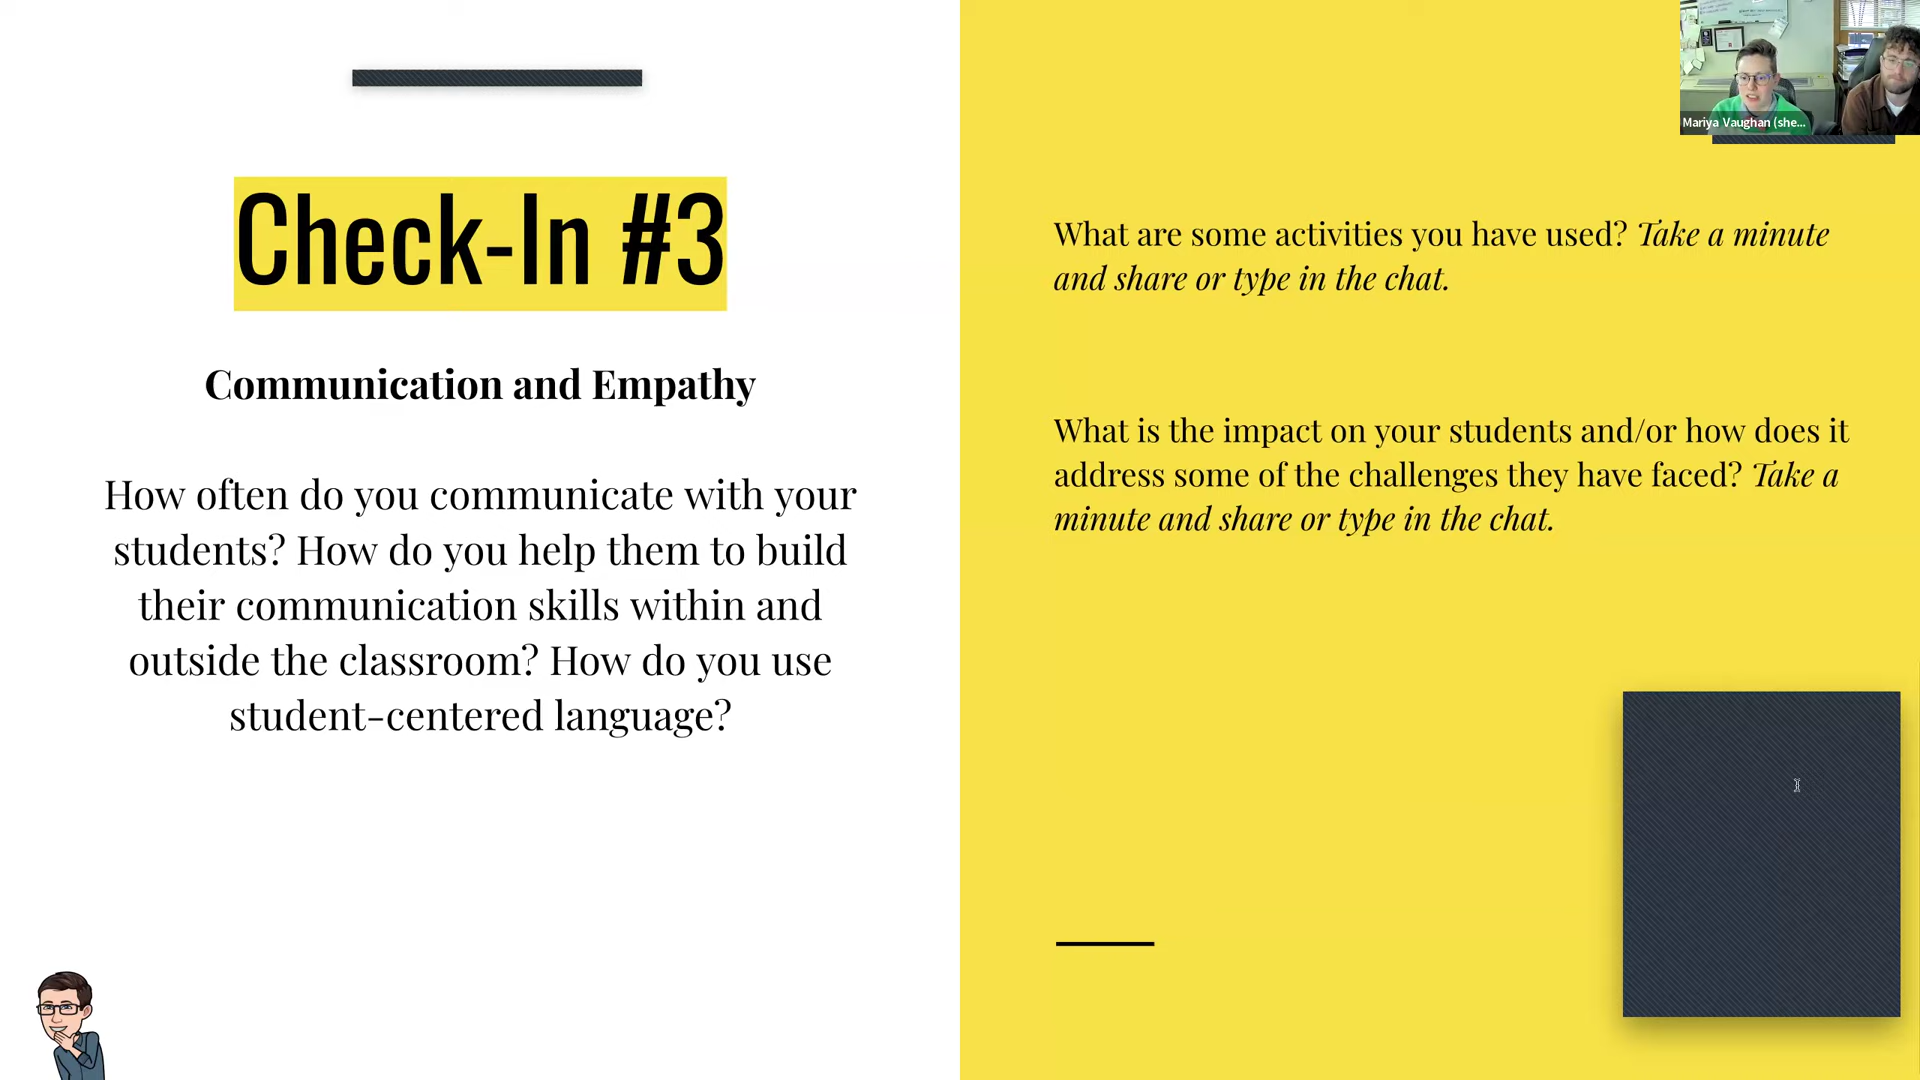 Check-In #3
Communication and Empathy
How often do you communicate with your
students? How do you help them to build
their communication skills within and
outside the classroom? How do you use
student-centered language?
What are some activities you have used? Take a minute
and share or type in the chat.
What is the impact on your students and/or how does it
address some of the challenges they have faced? Take a
minute and share or type in the chat.
Mariya Vaughan (she...